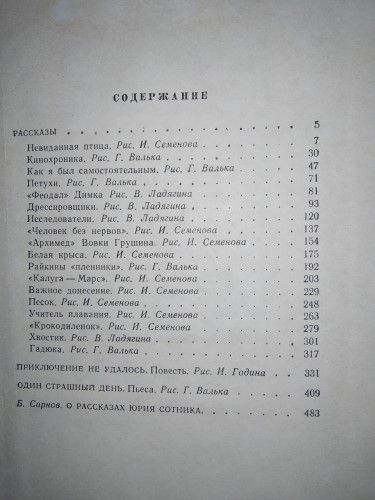 СОДЕРЖАНИЕ
РАССКАЗЫ . . . . . . . . . . . . . . . 5
Невиданная птица. Рис. И. Семенова . . . . 7
Кинохроника. Рис. Г. Валька . . . . . . 30
Как я был самостоятельным. Рис. Г. Валька . . 47
Петухи. Рис. Г. Валька . . . . . . . . 71
«Феодал» Димка Рис. В. Ладягина . . . . 81
Дрессировщики. Рис. В. Ладягина . . . . . 93
Исследователи. Рис. В. Ладягина . . . . . 120
«Человек без нервов». Рис. И. Семенова . . . 137
«Архимед» Вовки Грушина. Рис. И. Семенова . . 154
Белая крыса. Рис. И. Семенова . . . . . 175
Райкины «пленники». Рис. Г. Валька . . . . 192
«Калуга — Марс». Рис. И. Семенова . . . . 203
Важное донесение. Рис. И. Семенова . . . . 229
Песок. Рис. И. Семенова . . . . . . . 248
Учитель плавания. Рис. И. Семенова . . . . 263
«Крокодиленок». Рис. И. Семенова . . . . 279
Хвостик. Рис. В. Ладягина . . . . . . . 301
Гадюка. Рис. Г. Валька . . . . . . . . 317
ПРИКЛЮЧЕНИЕ НЕ УДАЛОСЬ. Повесть. Рис. И. Година . . 331
ОДИН СТРАШНЫЙ ДЕНЬ. Пьеса. Рис. Г. Валька . . . 409
Б. Сарнов. О РАССКАЗАХ ЮРИЯ СОТНИКА. . . . . . 483